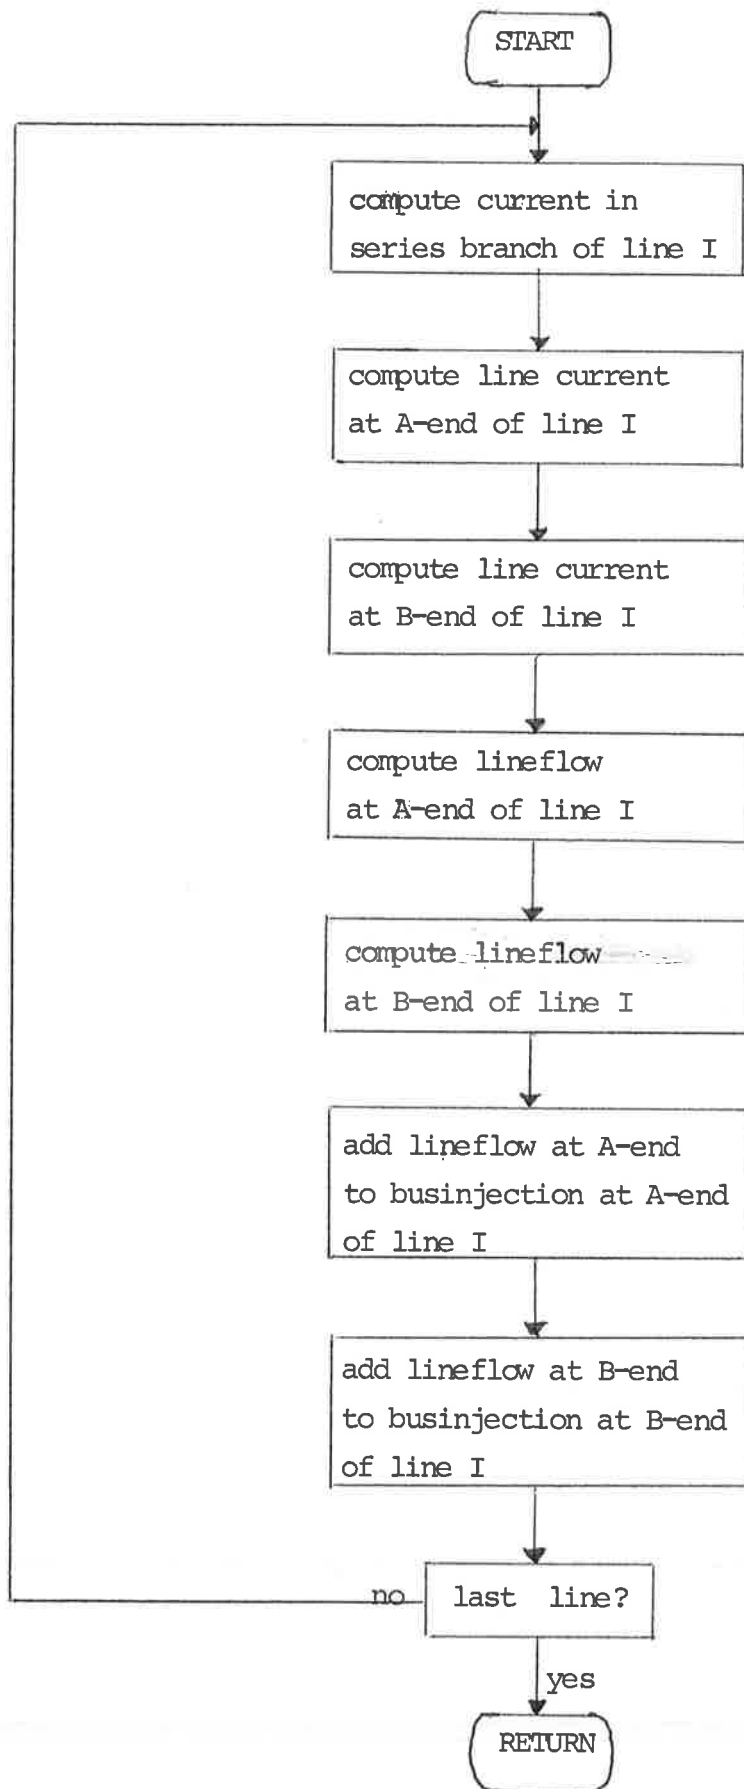 START
compute current in
series branch of line I
compute line current
at A-end of line I
compute line current
at B-end of line I
compute lineflow
at A-end of line I
compute lineflow
at B-end of line I
add lineflow at A-end
to businjection at A-end
of line I
add lineflow at B-end
to businjection at B-end
of line I
no
last line?
yes
RETURN